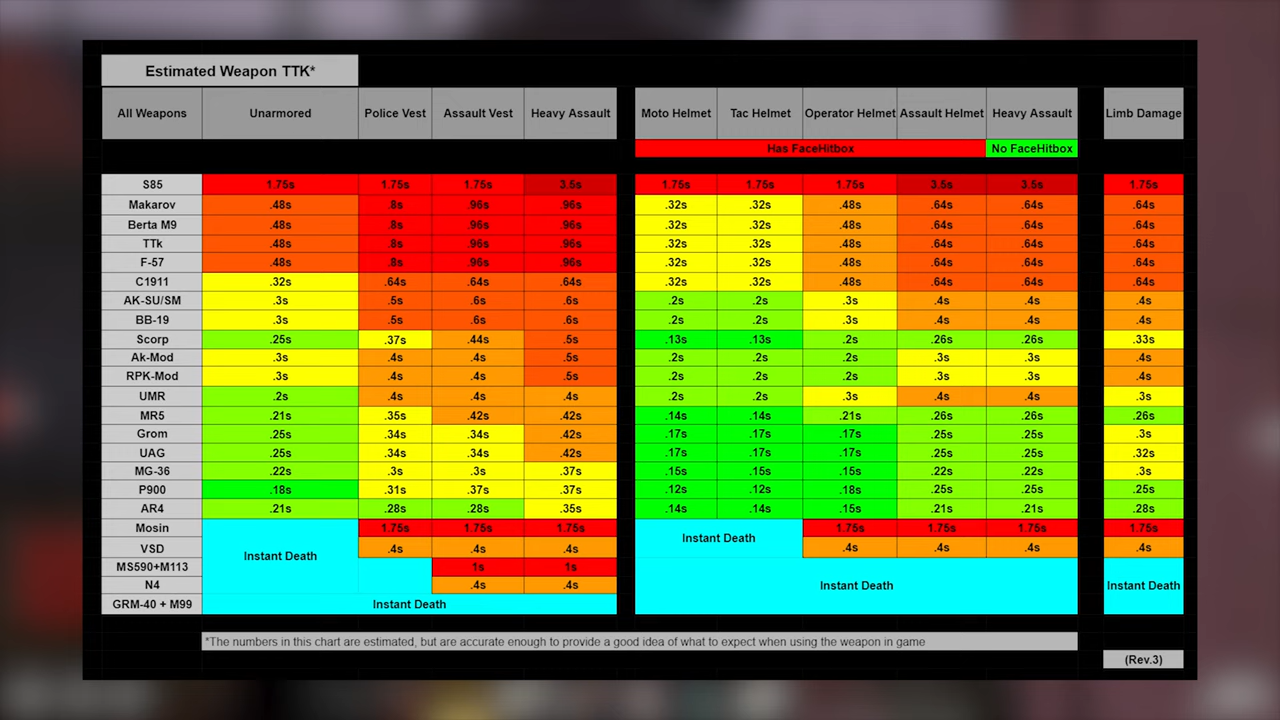 Estimated Weapon TTK*
All Weapons Unarmored Police Vest Assault Vest Heavy Assault Moto Helmet Tac Helmet Operator Helmet Assault Helmet Heavy Assault Limb Damage
Has FaceHitbox No FaceHitbox
S85 1.75s 1.75s 1.75s 3.5s 1.75s 1.75s 1.75s 3.5s 3.5s 1.75s
Makarov .48s .8s .96s .96s .32s .32s .48s .64s .64s .64s
Berta M9 .48s .8s .96s .96s .32s .32s .48s .64s .64s .64s
TTk .48s .8s .96s .96s .32s .32s .48s .64s .64s .64s
F-57 .48s .8s .96s .96s .32s .32s .48s .64s .64s .64s
C1911 .32s .64s .64s .64s .32s .32s .48s .64s .64s .64s
AK-SU/SM .3s .5s .6s .6s .2s .2s .3s .4s .4s .4s
BB-19 .3s .5s .6s .6s .2s .2s .3s .4s .4s .4s
Scorp .25s .37s .44s .5s .13s .13s .2s .26s .26s .33s
Ak-Mod .3s .4s .4s .5s .2s .2s .2s .3s .3s .4s
RPK-Mod .3s .4s .4s .5s .2s .2s .2s .3s .3s .4s
UMR .2s .4s .4s .4s .2s .2s .3s .4s .4s .3s
MR5 .21s .35s .42s .42s .14s .14s .21s .26s .26s .26s
Grom .25s .34s .34s .42s .17s .17s .17s .25s .25s .3s
UAG .25s .34s .34s .42s .17s .17s .17s .25s .25s .32s
MG-36 .22s .3s .3s .37s .15s .15s .15s .22s .22s .3s
P900 .18s .31s .37s .37s .12s .12s .18s .25s .25s .25s
AR4 .21s .28s .28s .35s .14s .14s .15s .21s .21s .28s
Mosin 1.75s 1.75s 1.75s 1.75s 1.75s 1.75s 1.75s
Instant Death Instant Death
VSD .4s .4s .4s .4s .4s .4s .4s
MS590+M113 1s 1s
N4 .4s .4s Instant Death Instant Death
GRM-40 + M99 Instant Death
*The numbers in this chart are estimated, but are accurate enough to provide a good idea of what to expect when using the weapon in game
(Rev.3)